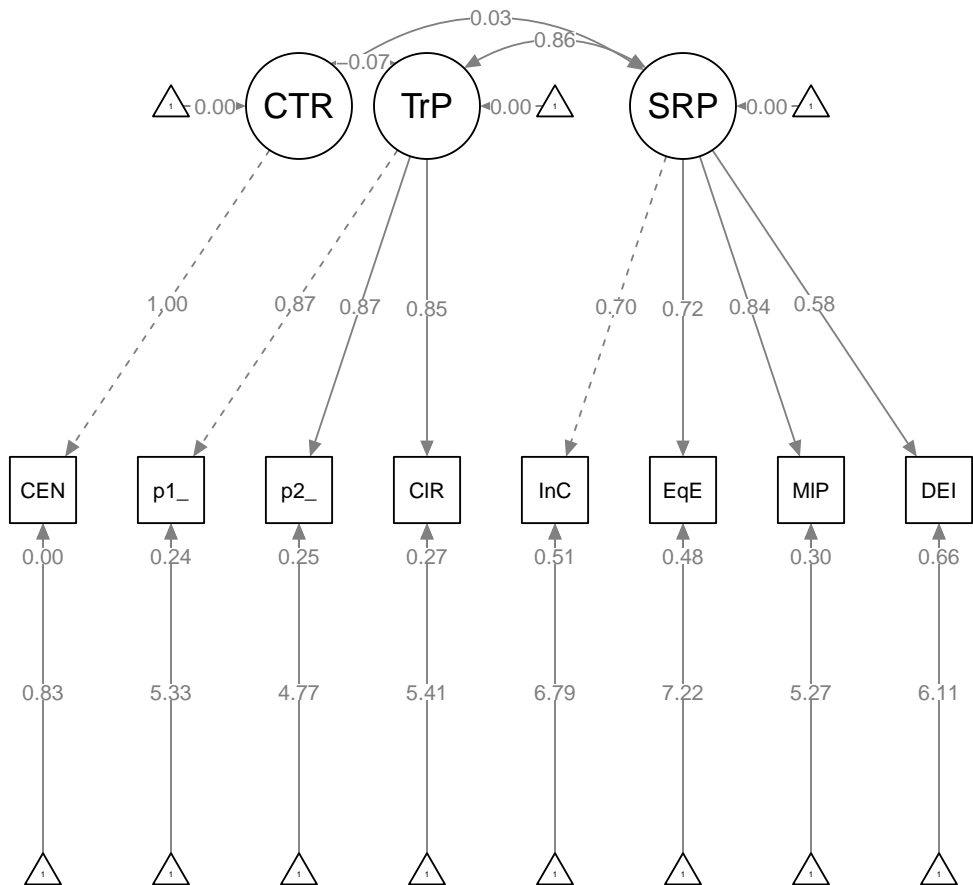 0.03
0.86
-0.07
1 0.00 CTR TrP 0.00 1 SRP 0.00 1
1.00 0.87 0.87 0.85 0.70 0.72 0.84 0.58
CEN p1_ p2_ CIR InC EqE MIP DEI
0.00 0.24 0.25 0.27 0.51 0.48 0.30 0.66
0.83 5.33 4.77 5.41 6.79 7.22 5.27 6.11
1 1 1 1 1 1 1 1